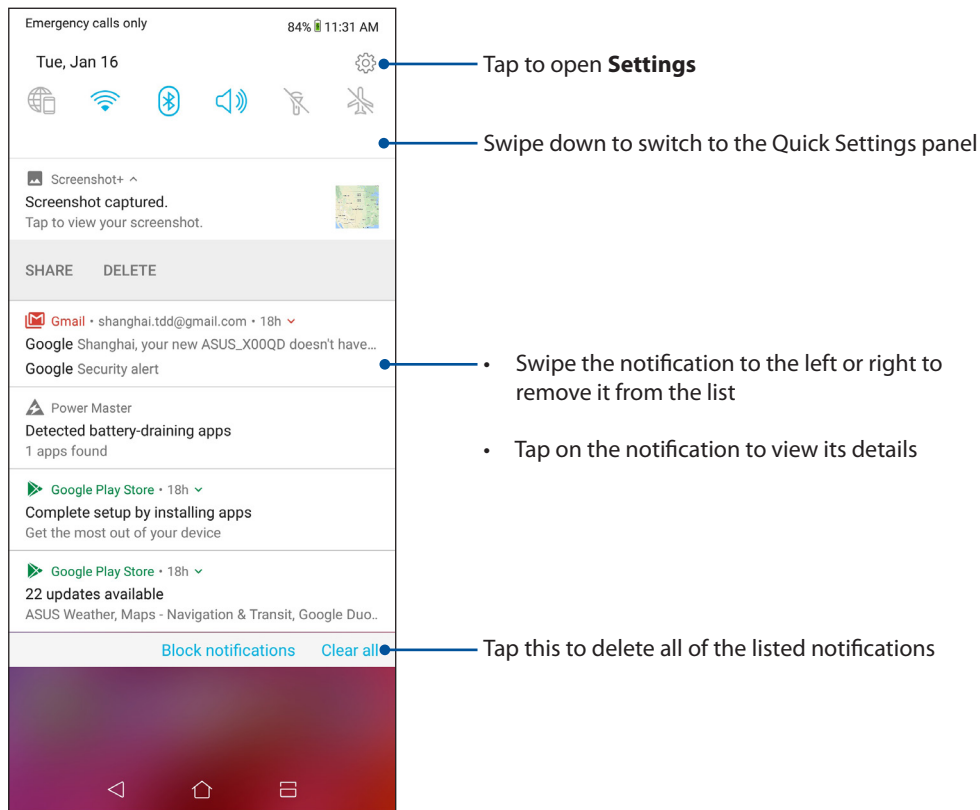 Emergency calls only 84% 11:31 AM
Tue, Jan 16
Tap to open Settings
Swipe down to switch to the Quick Settings panel
Screenshot+
Screenshot captured.
Tap to view your screenshot.
SHARE DELETE
Gmail • shanghai.tdd@gmail.com • 18h
Google Shanghai, your new ASUS_X00QD doesn't have...
Google Security alert
• Swipe the notification to the left or right to
remove it from the list
• Tap on the notification to view its details
Power Master
Detected battery-draining apps
1 apps found
Google Play Store • 18h
Complete setup by installing apps
Get the most out of your device
Google Play Store • 18h
22 updates available
ASUS Weather, Maps - Navigation & Transit, Google Duo..
Block notifications Clear all
Tap this to delete all of the listed notifications